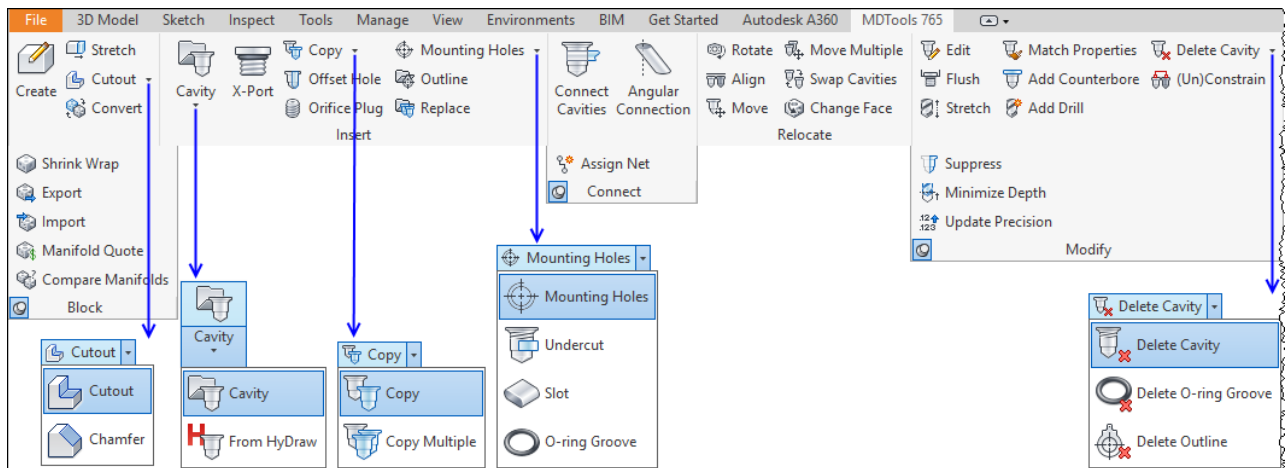 File 3D Model Sketch Inspect Tools Manage View Environments BIM Get Started Autodesk A360 MDTools 765
Create
Stretch
Cutout
Convert
Shrink Wrap
Export
Import
Manifold Quote
Compare Manifolds
Block
Cavity
X-Port
Copy
Offset Hole
Orifice Plug
Mounting Holes
Outline
Replace
Insert
Connect Cavities
Angular Connection
Assign Net
Connect
Rotate
Align
Move
Move Multiple
Swap Cavities
Change Face
Relocate
Edit
Flush
Stretch
Match Properties
Add Counterbore
Add Drill
Delete Cavity
(Un)Constrain
Suppress
Minimize Depth
Update Precision
Modify
Cutout
Cutout
Chamfer
Cavity
Cavity
From HyDraw
Copy
Copy
Copy Multiple
Mounting Holes
Mounting Holes
Undercut
Slot
O-ring Groove
Delete Cavity
Delete Cavity
Delete O-ring Groove
Delete Outline